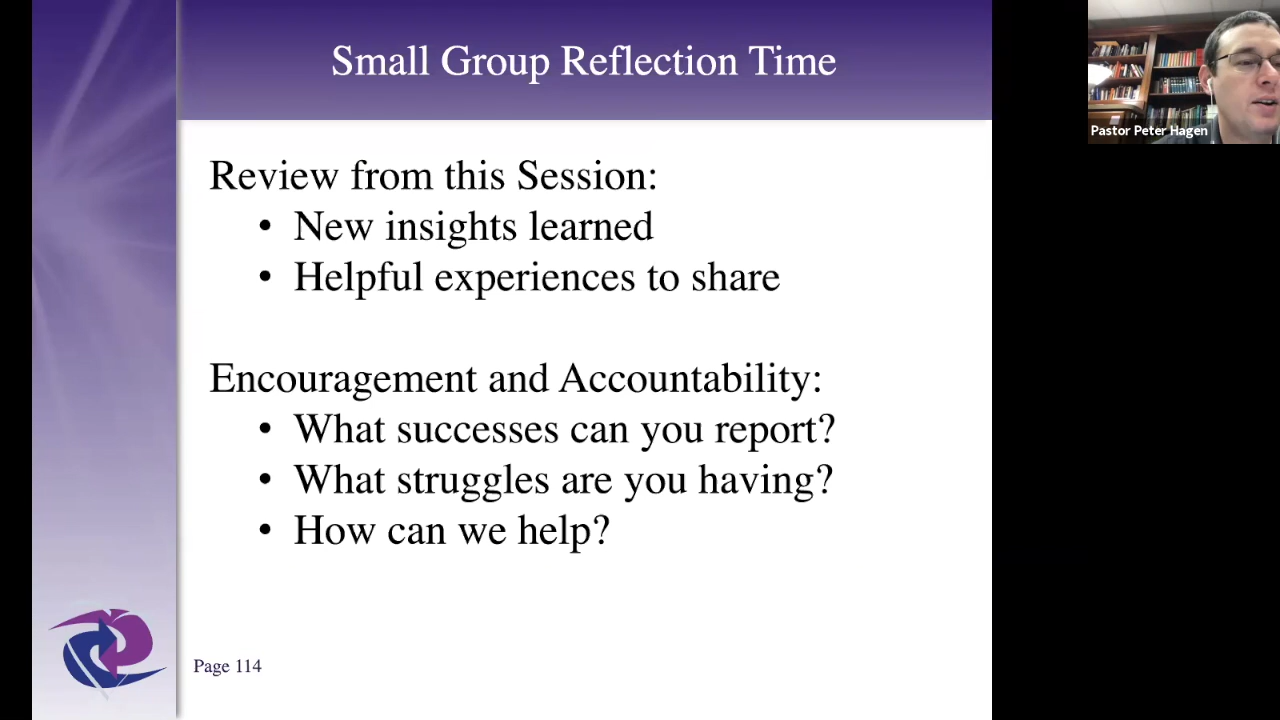 Small Group Reflection Time
Pastor Peter Hagen
Review from this Session:
• New insights learned
• Helpful experiences to share
Encouragement and Accountability:
• What successes can you report?
• What struggles are you having?
• How can we help?
Page 114